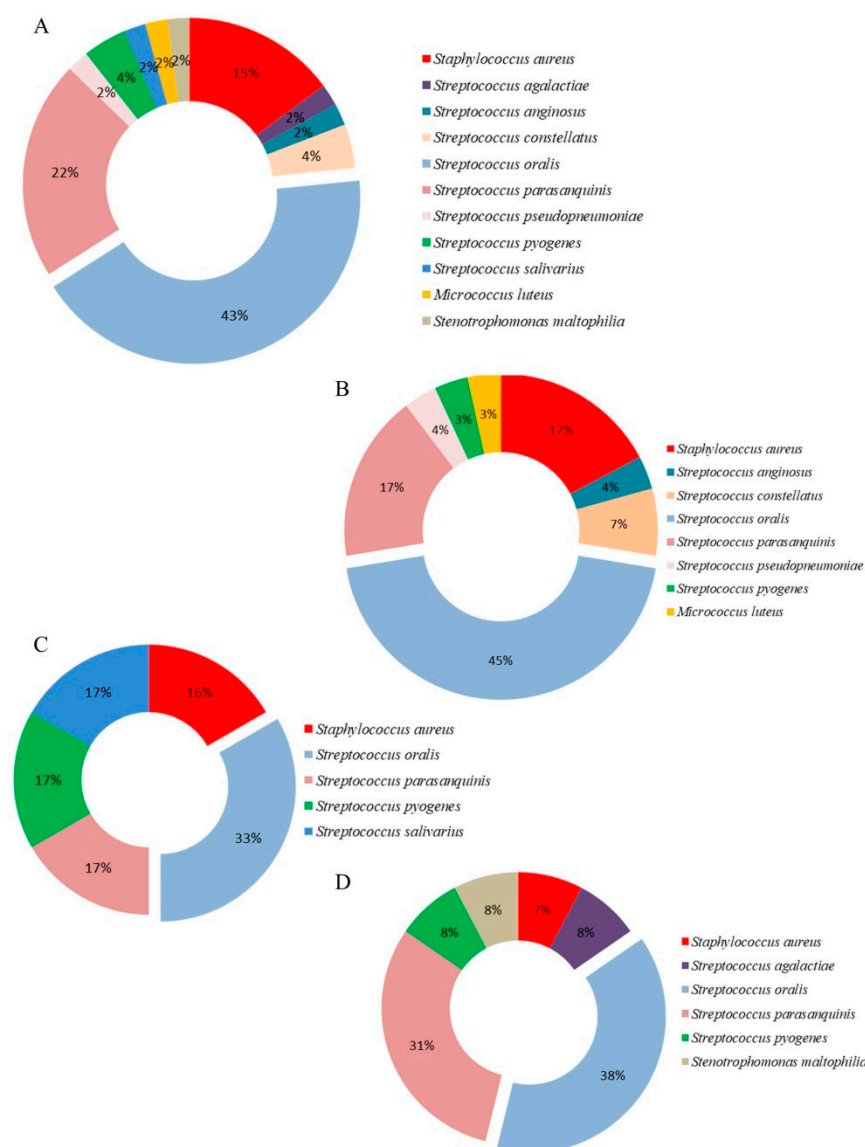 A
15%
2%
2%
4%
43%
22%
2%
4%
2%
2%
2%
Staphylococcus aureus
Streptococcus agalactiae
Streptococcus anginosus
Streptococcus constellatus
Streptococcus oralis
Streptococcus parasanquinis
Streptococcus pseudopneumoniae
Streptococcus pyogenes
Streptococcus salivarius
Micrococcus luteus
Stenotrophomonas maltophilia
B
17%
4%
7%
45%
17%
4%
3%
3%
Staphylococcus aureus
Streptococcus anginosus
Streptococcus constellatus
Streptococcus oralis
Streptococcus parasanquinis
Streptococcus pseudopneumoniae
Streptococcus pyogenes
Micrococcus luteus
C
16%
33%
17%
17%
17%
Staphylococcus aureus
Streptococcus oralis
Streptococcus parasanquinis
Streptococcus pyogenes
Streptococcus salivarius
D
7%
8%
38%
31%
8%
8%
Staphylococcus aureus
Streptococcus agalactiae
Streptococcus oralis
Streptococcus parasanquinis
Streptococcus pyogenes
Stenotrophomonas maltophilia